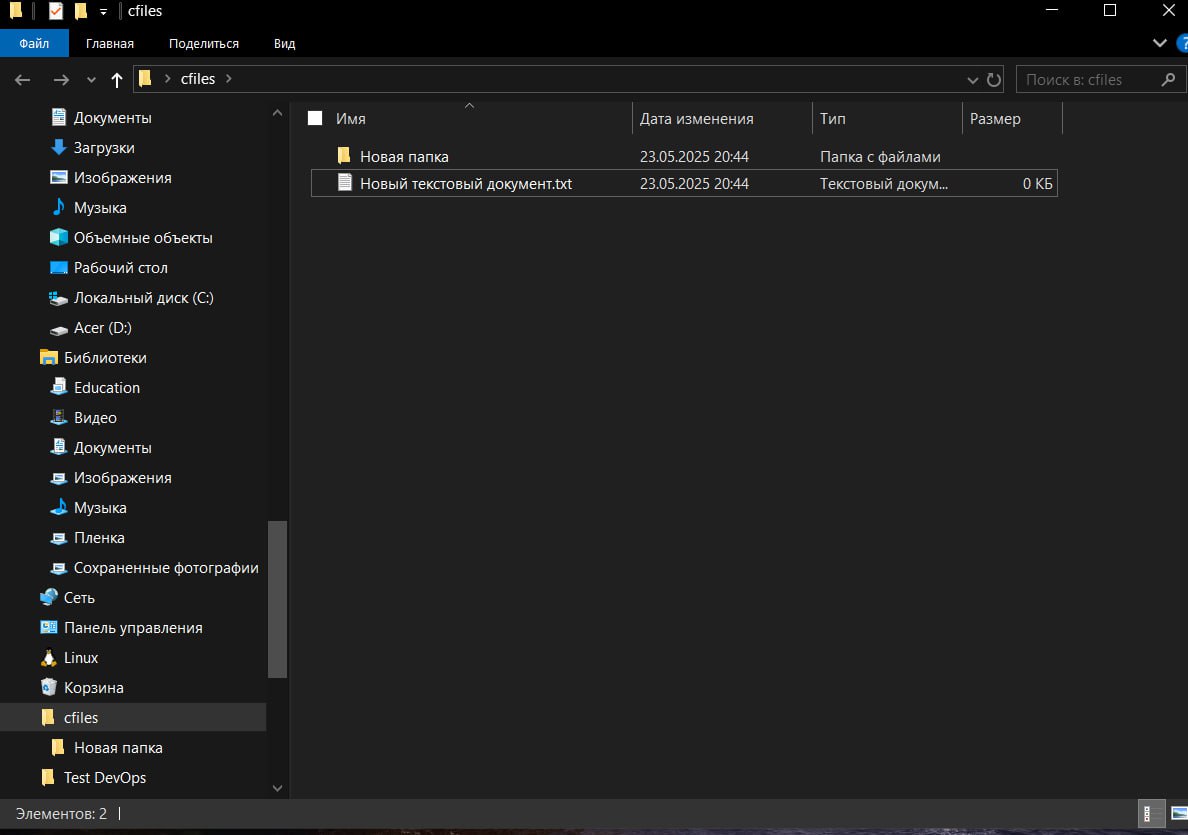 cfiles
Файл Главная Поделиться Вид
cfiles Поиск в: cfiles
Имя Дата изменения Тип Размер
Новая папка 23.05.2025 20:44 Папка с файлами
Новый текстовый документ.txt 23.05.2025 20:44 Текстовый докум... 0 КБ
Документы
Загрузки
Изображения
Музыка
Объемные объекты
Рабочий стол
Локальный диск (C:)
Acer (D:)
Библиотеки
Education
Видео
Документы
Изображения
Музыка
Пленка
Сохраненные фотографии
Сеть
Панель управления
Linux
Корзина
cfiles
Новая папка
Test DevOps
Элементов: 2